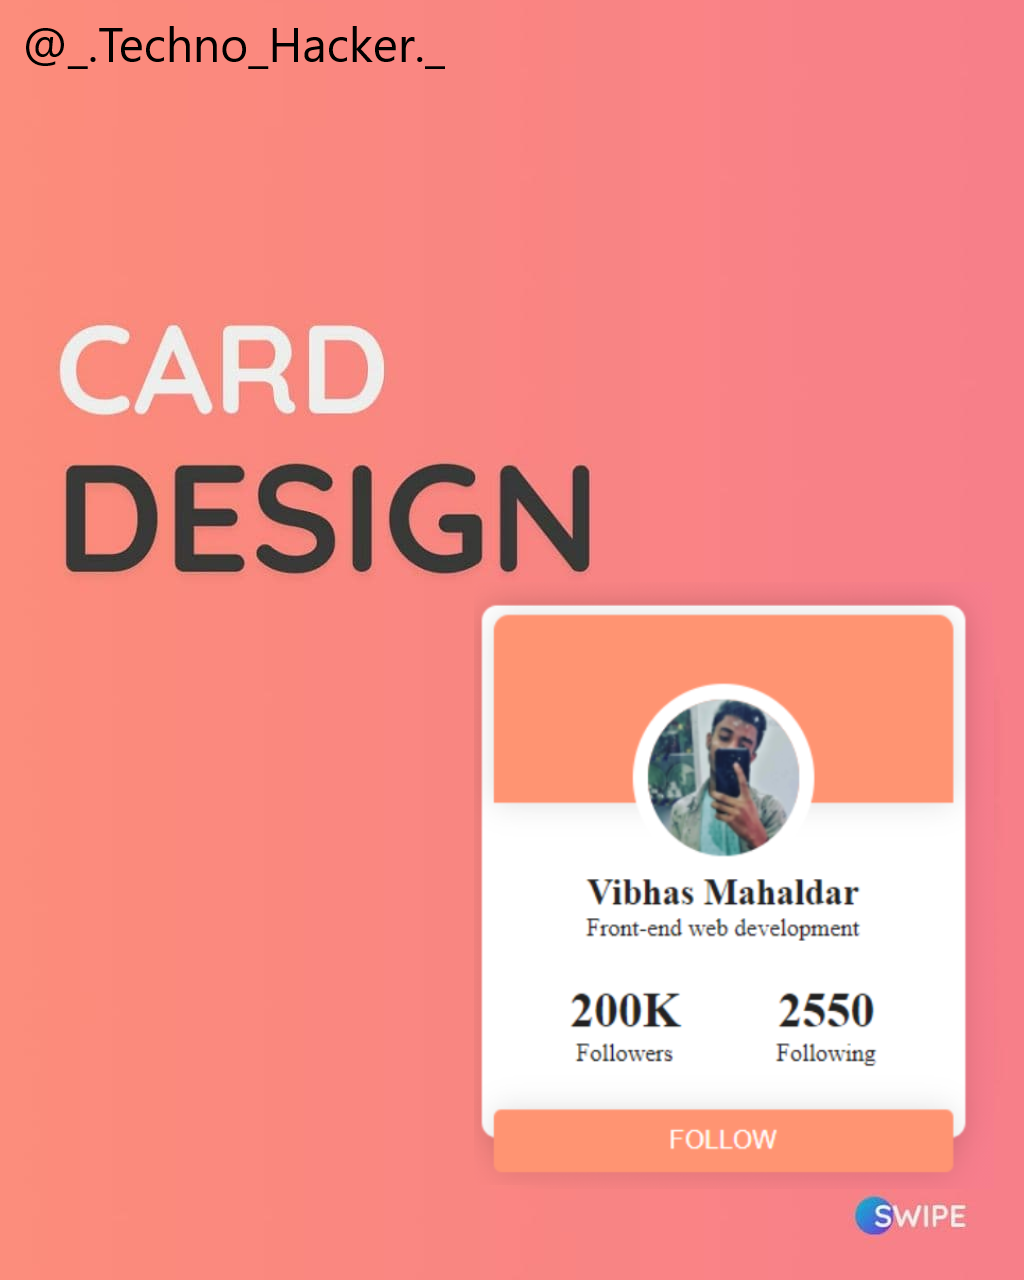 @_.Techno_Hacker._
CARD
DESIGN
Vibhas Mahaldar
Front-end web development
200K 2550
Followers Following
FOLLOW
SWIPE